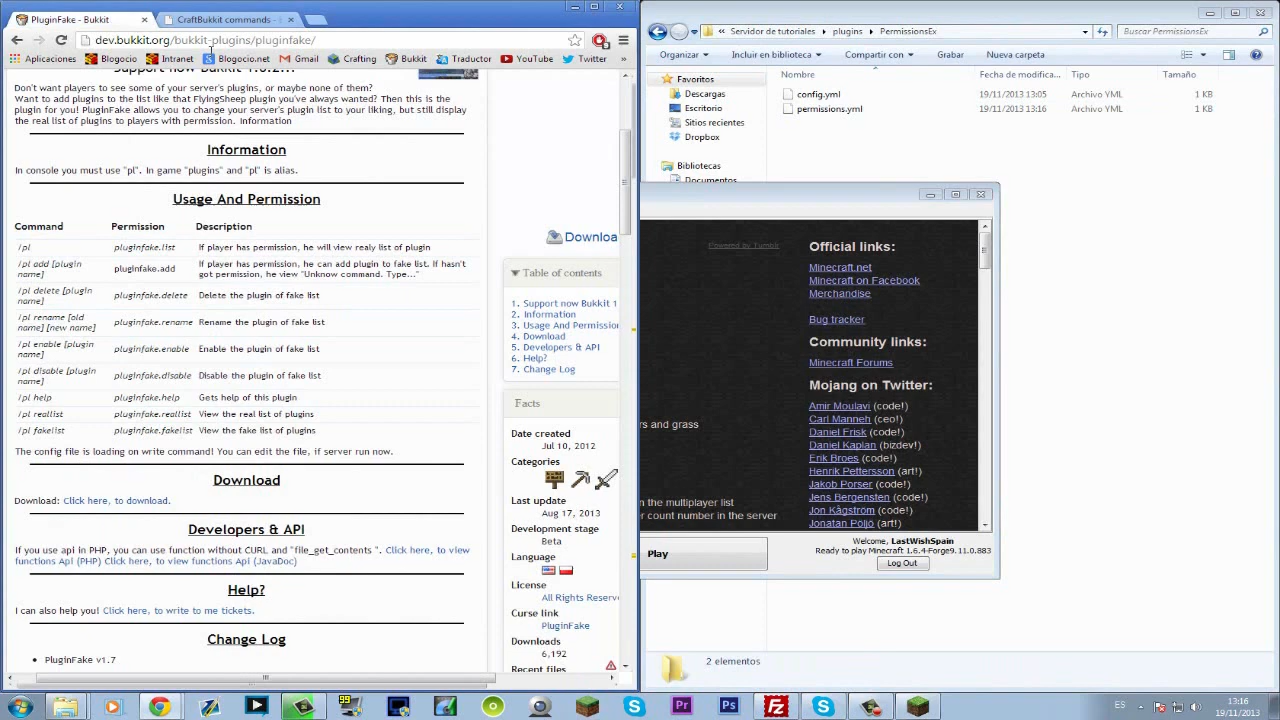 PluginFake - Bukkit
CraftBukkit commands -
dev.bukkit.org/bukkit-plugins/pluginfake/
Aplicaciones
Blogocio
Intranet
Blogocio.net
Gmail
Crafting
Bukkit
Traductor
YouTube
Twitter
»
Don't want players to see some of your server's plugins, or maybe none of them?
Want to add plugins to the list like that FlyingSheep plugin you've always wanted? Then this is the
plugin for you! PluginFake allows you to change your server's plugin list to your liking, but still display
the real list of plugins to players with permission. Information
Information
In console you must use "pl". In game "plugins" and "pl" is alias.
Usage And Permission
Command Permission Description
/pl pluginfake.list If player has permission, he will view realy list of plugin
/pl add [plugin name] pluginfake.add If player has permission, he can add plugin to fake list. If hasn't got permission, he view "Unknow command. Type..."
/pl delete [plugin name] pluginfake.delete Delete the plugin of fake list
/pl rename [old name] [new name] pluginfake.rename Rename the plugin of fake list
/pl enable [plugin name] pluginfake.enable Enable the plugin of fake list
/pl disable [plugin name] pluginfake.disable Disable the plugin of fake list
/pl help pluginfake.help Gets help of this plugin
/pl reallist pluginfake.reallist View the real list of plugins
/pl fakelist pluginfake.fakelist View the fake list of plugins
The config file is loading on write command! You can edit the file, if server run now.
Download
Download: Click here, to download.
Developers & API
If you use api in PHP, you can use function without CURL and "file_get_contents ". Click here, to view
functions Api (PHP) Click here, to view functions Api (JavaDoc)
Help?
I can also help you! Click here, to write to me tickets.
Change Log
• PluginFake v1.7
Downloa
Table of contents
1. Support now Bukkit 1
2. Information
3. Usage And Permission
4. Download
5. Developers & API
6. Help?
7. Change Log
Facts
Date created
Jul 10, 2012
Categories
Last update
Aug 17, 2013
Development stage
Beta
Language
License
All Rights Reserve
Curse link
PluginFake
Downloads
6,192
Recent files
« Servidor de tutoriales ▸ plugins ▸ PermissionsEx
Buscar PermissionsEx
Organizar
Incluir en biblioteca
Compartir con
Grabar
Nueva carpeta
Favoritos
Descargas
Escritorio
Sitios recientes
Dropbox
Bibliotecas
Documentos
Nombre Fecha de modifica... Tipo Tamaño
config.yml 19/11/2013 13:05 Archivo YML 1 KB
permissions.yml 19/11/2013 13:16 Archivo YML 1 KB
Powered by Tumblr
rs and grass
n the multiplayer list
er count number in the server
Official links:
Minecraft.net
Minecraft on Facebook
Merchandise
Bug tracker
Community links:
Minecraft Forums
Mojang on Twitter:
Amir Moulavi (code!)
Carl Manneh (ceo!)
Daniel Frisk (code!)
Daniel Kaplan (bizdev!)
Erik Broes (code!)
Henrik Pettersson (art!)
Jakob Porser (code!)
Jens Bergensten (code!)
Jon Kågström (code!)
Jonatan Pöljö (art!)
Play
Welcome, LastWishSpain
Ready to play Minecraft 1.6.4-Forge9.11.0.883
Log Out
2 elementos
99
Pr
Ps
Fz
ES
13:16
19/11/2013